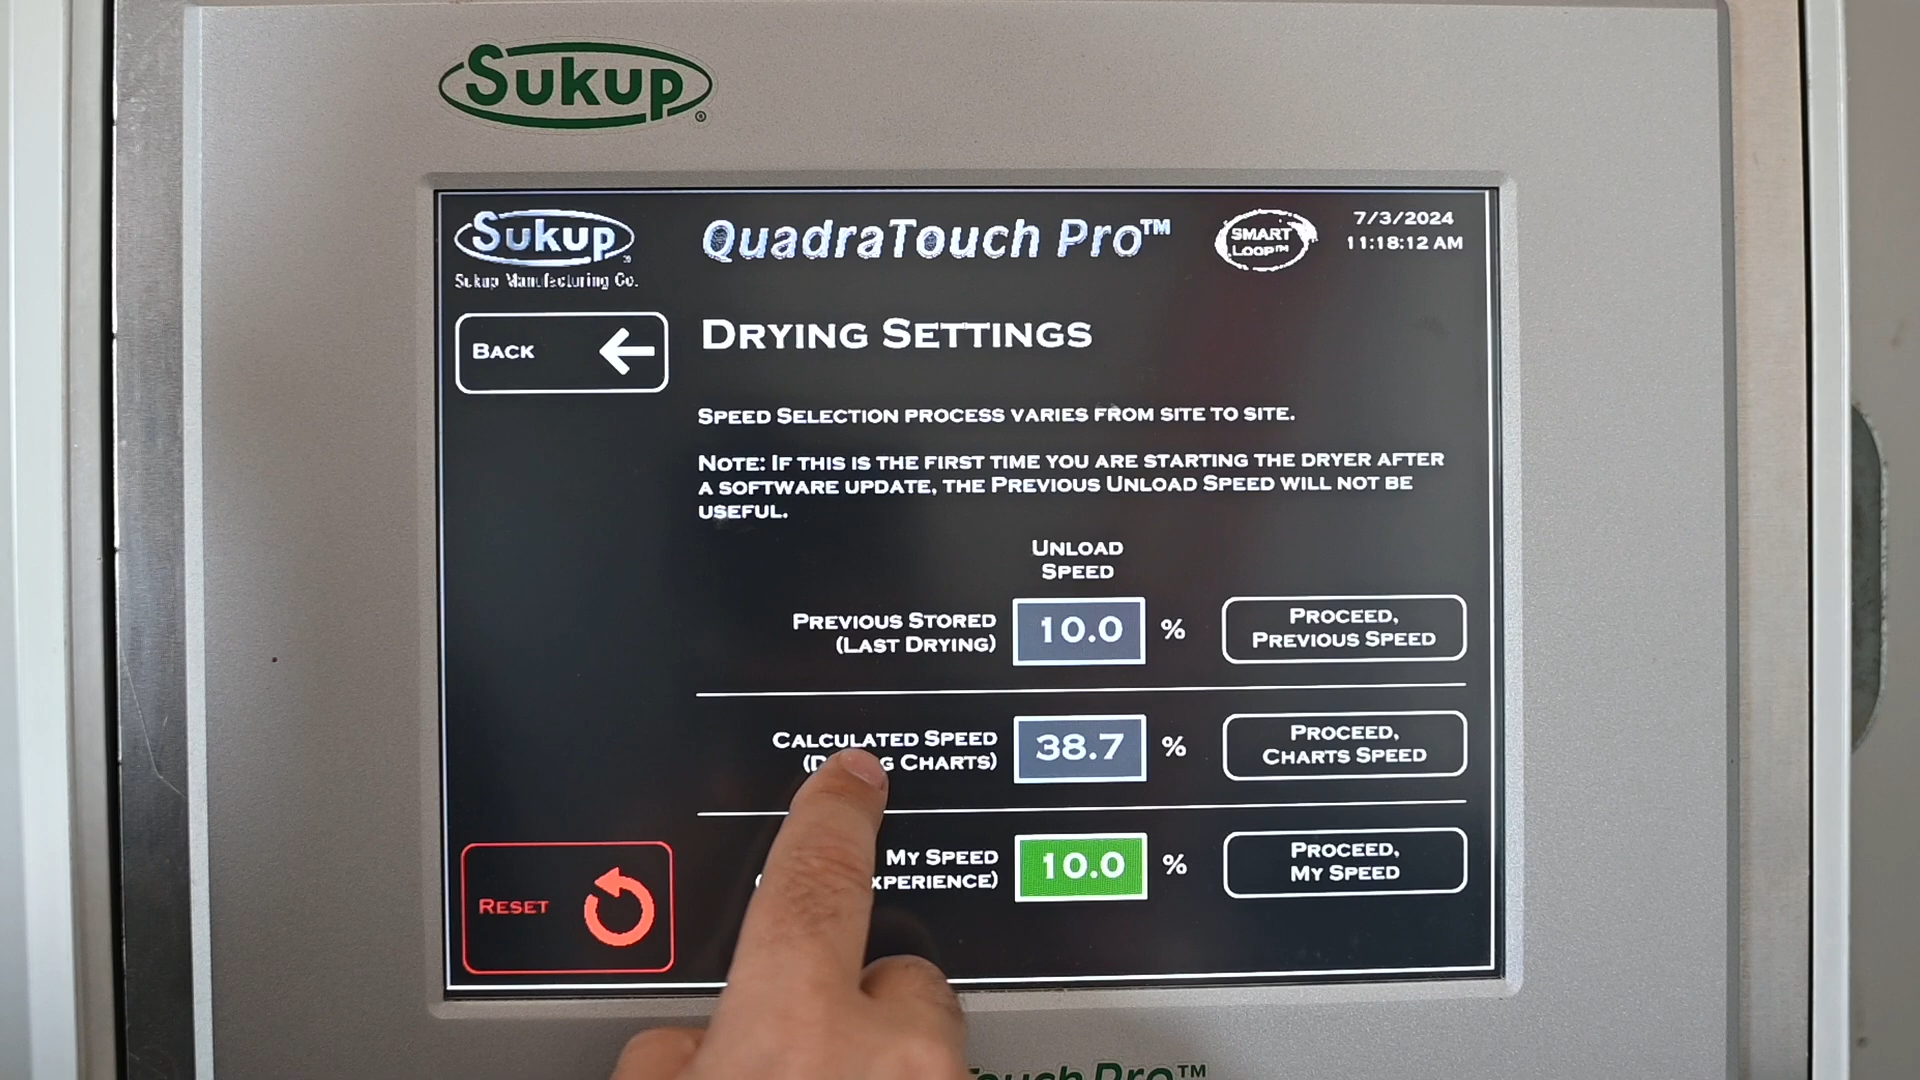 Sukup
Sukup
Sukup Manufacturing Co.
QuadraTouch Pro™
SMART
LOOP™
7/3/2024
11:18:12 AM
BACK
DRYING SETTINGS
SPEED SELECTION PROCESS VARIES FROM SITE TO SITE.
NOTE: IF THIS IS THE FIRST TIME YOU ARE STARTING THE DRYER AFTER
A SOFTWARE UPDATE, THE PREVIOUS UNLOAD SPEED WILL NOT BE
USEFUL.
UNLOAD
SPEED
PREVIOUS STORED
(LAST DRYING)
10.0 %
PROCEED,
PREVIOUS SPEED
CALCULATED SPEED
CHARTS)
38.7 %
PROCEED,
CHARTS SPEED
MY SPEED
10.0 %
PROCEED,
MY SPEED
RESET
Pro™